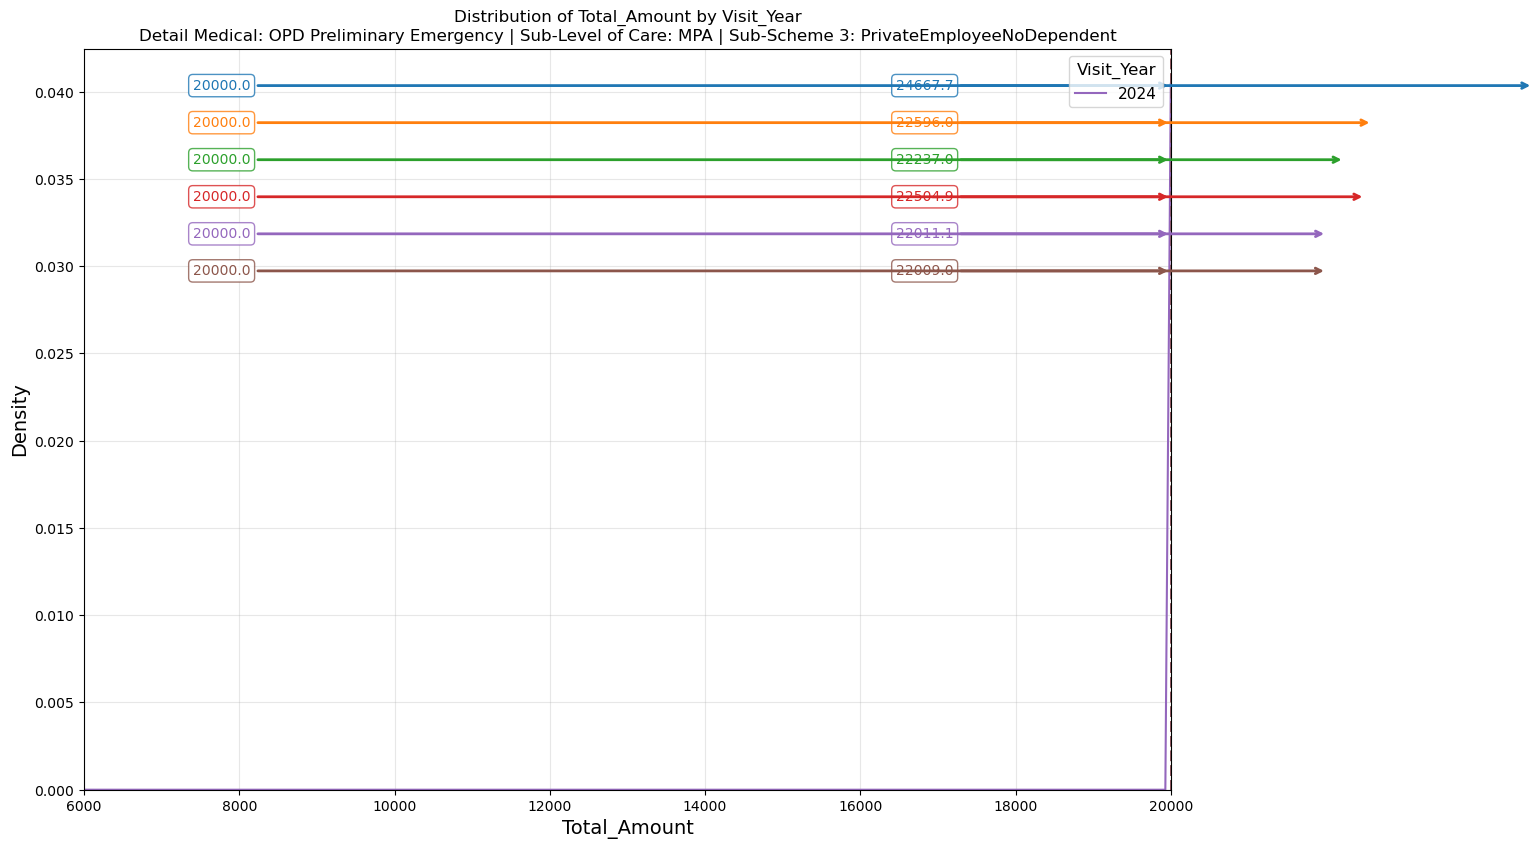 Distribution of Total_Amount by Visit_Year
Detail Medical: OPD Preliminary Emergency | Sub-Level of Care: MPA | Sub-Scheme 3: PrivateEmployeeNoDependent
Visit_Year
2024
20000.0 24667.7
20000.0 22596.0
20000.0 22237.0
20000.0 22504.9
20000.0 22011.1
20000.0 22009.0
Density
0.040
0.035
0.030
0.025
0.020
0.015
0.010
0.005
0.000
6000 8000 10000 12000 14000 16000 18000 20000
Total_Amount